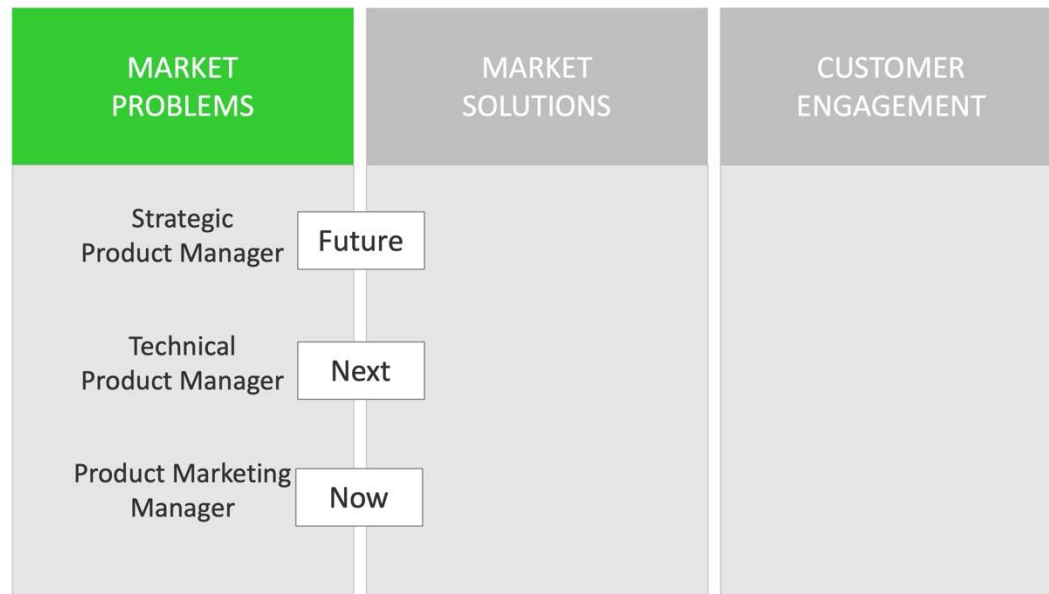 MARKET
PROBLEMS
MARKET
SOLUTIONS
CUSTOMER
ENGAGEMENT
Strategic
Product Manager
Future
Technical
Product Manager
Next
Product Marketing
Manager
Now